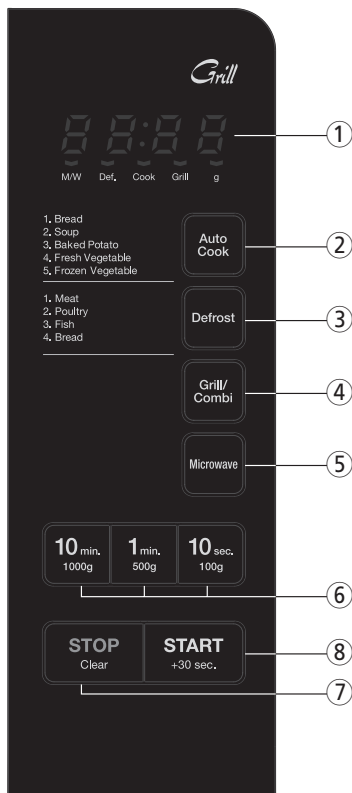 Grill
88:88
①
M/W Def. Cook Grill g
1. Bread
2. Soup
3. Baked Potato
4. Fresh Vegetable
5. Frozen Vegetable
Auto
Cook
②
1. Meat
2. Poultry
3. Fish
4. Bread
Defrost
③
Grill/
Combi
④
Microwave
⑤
10 min. 1 min. 10 sec.
1000g 500g 100g
⑥
STOP START
Clear +30 sec.
⑧
⑦